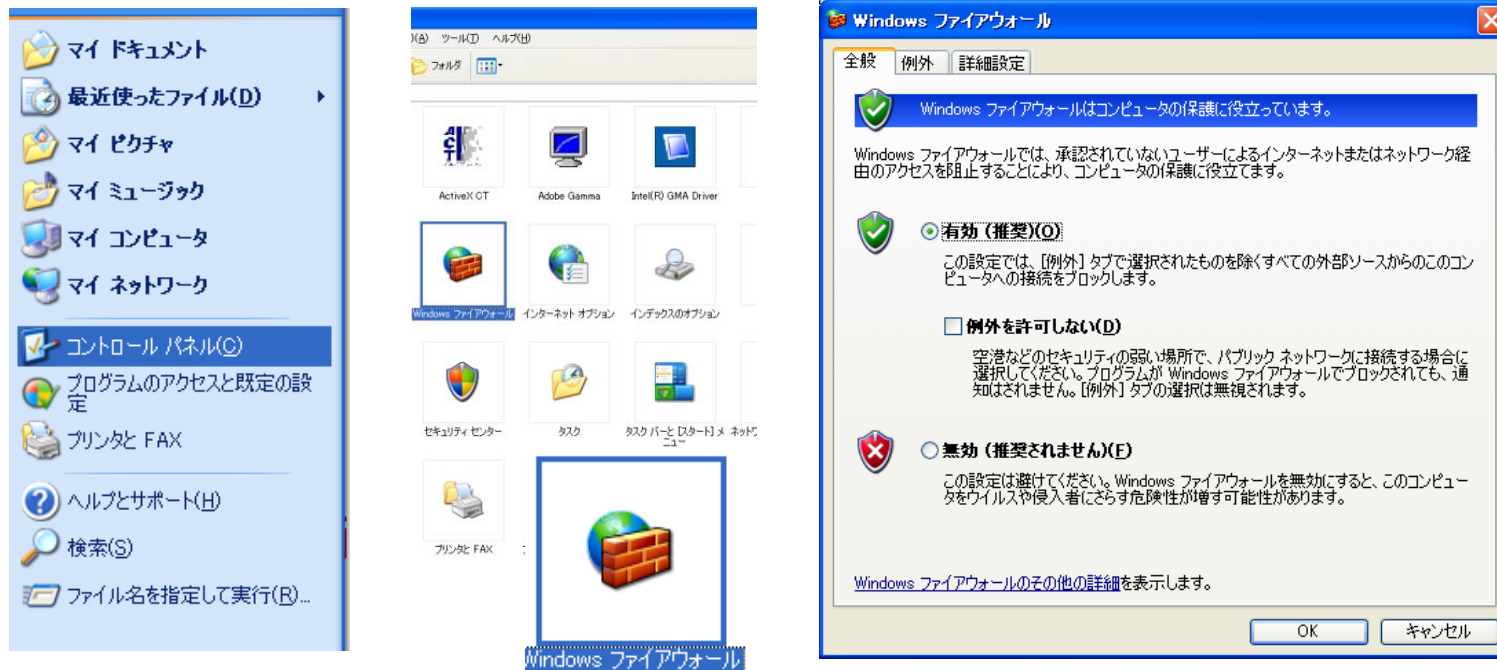 マイ ドキュメント
最近使ったファイル(D)
マイ ピクチャ
マイ ミュージック
マイ コンピュータ
マイ ネットワーク
コントロール パネル(C)
プログラムのアクセスと既定の設
定
プリンタと FAX
ヘルプとサポート(H)
検索(S)
ファイル名を指定して実行(R)...
(A) ツール(T) ヘルプ(H)
フォルダ
ActiveX CT
Adobe Gamma
Intel(R) GMA Driver
Windows ファイアウォール
インターネット オプション
インデックスのオプション
セキュリティ センター
タスク
タスク バーと [スタート] メ
ニュー
ネットワ
プリンタと FAX
Windows ファイアウォール
Windows ファイアウォール
全般
例外
詳細設定
Windows ファイアウォールはコンピュータの保護に役立っています。
Windows ファイアウォールでは、承認されていないユーザーによるインターネットまたはネットワーク経
由のアクセスを阻止することにより、コンピュータの保護に役立てます。
有効 (推奨)(O)
この設定では、[例外] タブで選択されたものを除くすべての外部ソースからのこのコン
ピュータへの接続をブロックします。
例外を許可しない(D)
空港などのセキュリティの弱い場所で、パブリック ネットワークに接続する場合に
選択してください。プログラムが Windows ファイアウォールでブロックされても、通
知はされません。[例外] タブの選択は無視されます。
無効 (推奨されません)(F)
この設定は避けてください。Windows ファイアウォールを無効にすると、このコンピュー
タをウイルスや侵入者にさらす危険性が増す可能性があります。
Windows ファイアウォールのその他の詳細を表示します。
OK
キャンセル